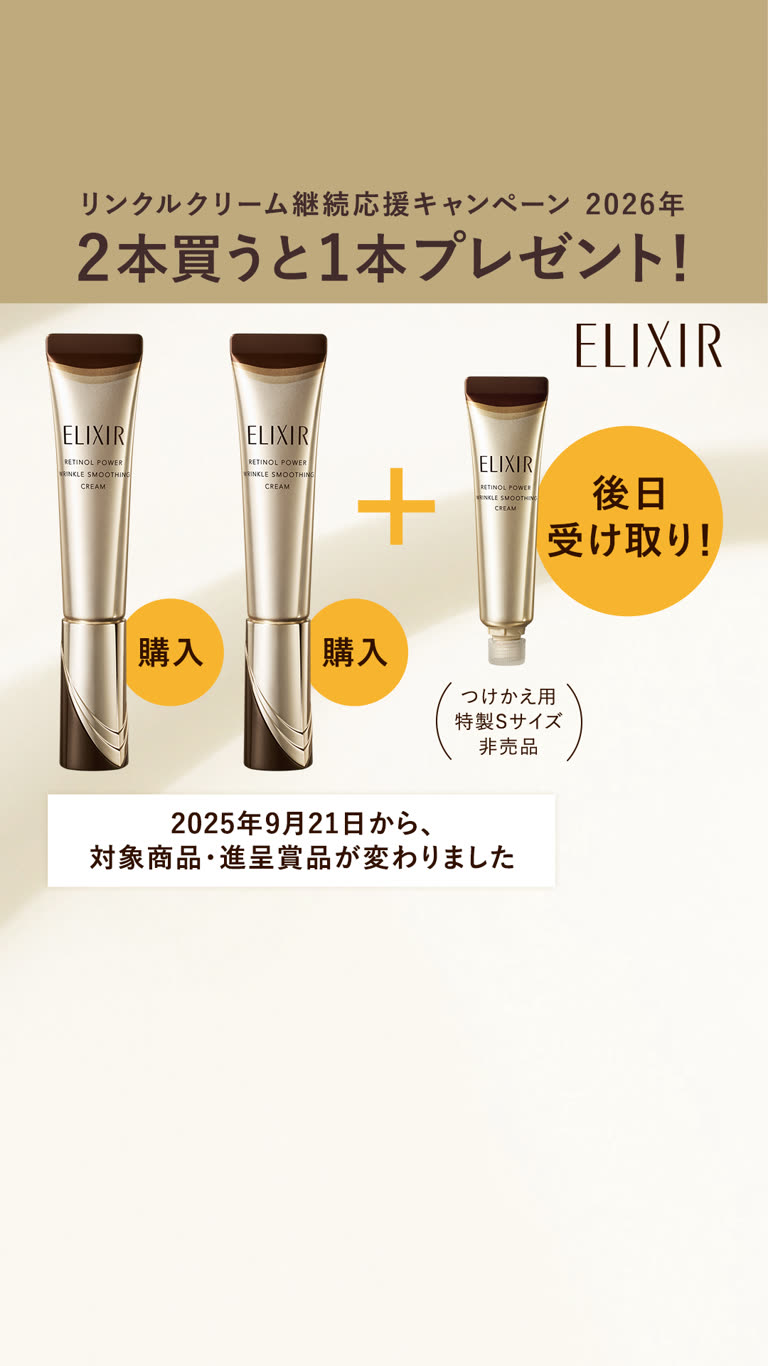 リンクルクリーム継続応援キャンペーン 2026年
2本買うと1本プレゼント!
ELIXIR
ELIXIR
RETINOL POWER
WRINKLE SMOOTHING
CREAM
購入
ELIXIR
RETINOL POWER
WRINKLE SMOOTHING
CREAM
購入
+
ELIXIR
RETINOL POWER
WRINKLE SMOOTHING
CREAM
後日
受け取り!
(つけかえ用
特製Sサイズ
非売品)
2025年9月21日から、
対象商品・進呈賞品が変わりました